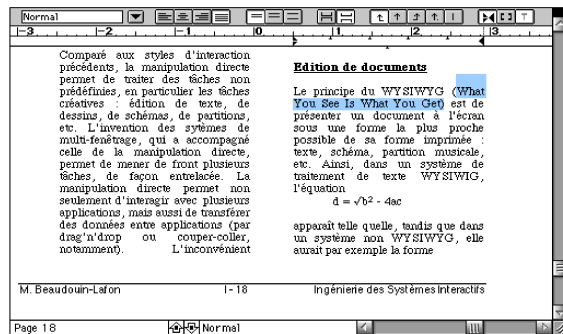 Normal
-3 -2 -1 0 1 2 3
Comparé aux styles d'interaction
précédents, la manipulation directe
permet de traiter des tâches non
prédéfinies, en particulier les tâches
créatives : édition de texte, de
dessins, de schémas, de partitions,
etc. L'invention des sytèmes de
multi-fenêtrage, qui a accompagné
celle de la manipulation directe,
permet de mener de front plusieurs
tâches, de façon entrelacée. La
manipulation directe permet non
seulement d'interagir avec plusieurs
applications, mais aussi de transférer
des données entre applications (par
drag'n'drop ou couper-coller,
notamment). L'inconvénient
Edition de documents
Le principe du WYSIWYG (What
You See Is What You Get) est de
présenter un document à l'écran
sous une forme la plus proche
possible de sa forme imprimée :
texte, schéma, partition musicale,
etc. Ainsi, dans un système de
traitement de texte WYSIWIG,
l'équation
d = √b² - 4ac
apparaît telle quelle, tandis que dans
un système non WYSIWYG, elle
aurait par exemple la forme
M. Beaudouin-Lafon I - 18 Ingénierie des Systèmes Interactifs
Page 18 Normal